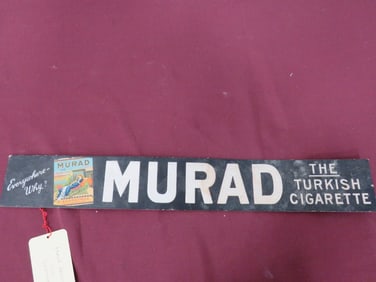 Everywhere-
Why?
MURAD
MURAD
THE
TURKISH
CIGARETTE